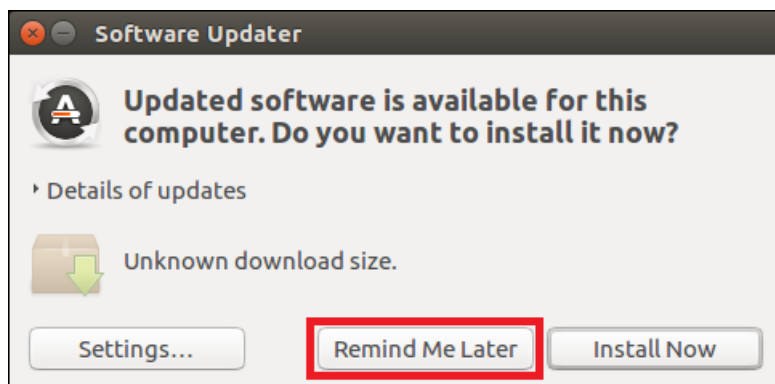 Software Updater
Updated software is available for this
computer. Do you want to install it now?
Details of updates
Unknown download size.
Settings...
Remind Me Later
Install Now